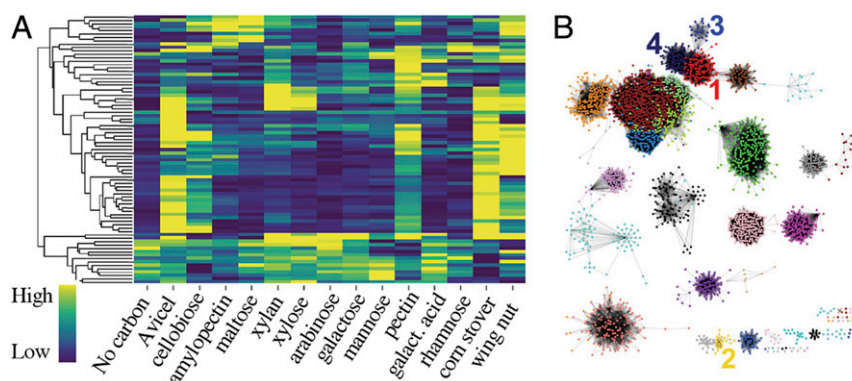 A
B
3
4
1
2
High
Low
No carbon
Avicel
cellobiose
amylopectin
maltose
xylan
xylose
arabinose
galactose
mannose
pectin
galact. acid
rhamnose
corn stover
wing nut